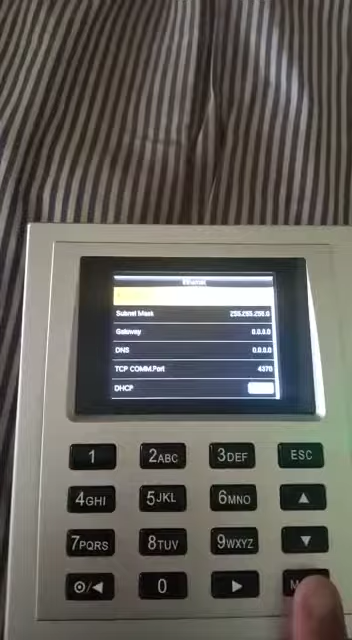 Ethernet
Subnet Mask 255.255.255.0
Gateway 0.0.0.0
DNS 0.0.0.0
TCP COMM.Port 4370
DHCP
1 2ABC 3DEF ESC
4GHI 5JKL 6MNO ▲
7PQRS 8TUV 9WXYZ ▼
⊙/◀ 0 ▶